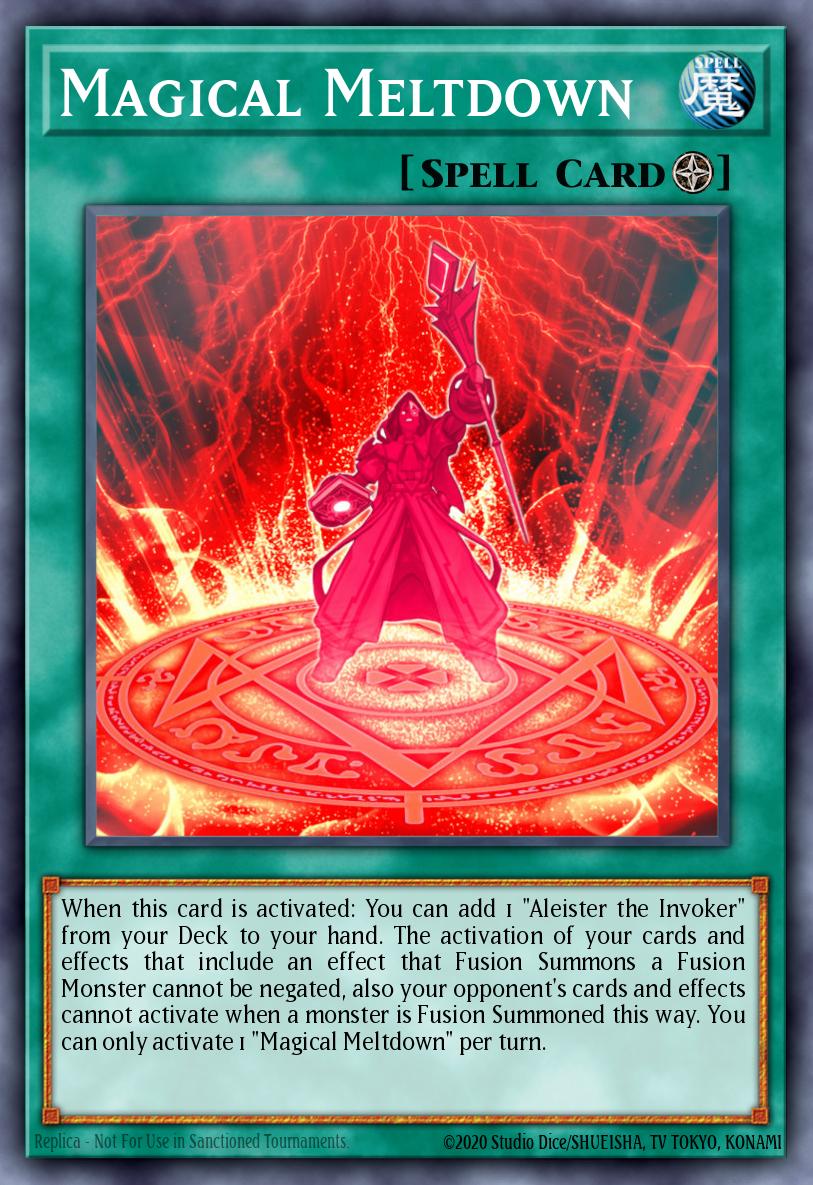 Magical Meltdown
SPELL
魔
[Spell Card]
When this card is activated: You can add 1 "Aleister the Invoker"
from your Deck to your hand. The activation of your cards and
effects that include an effect that Fusion Summons a Fusion
Monster cannot be negated, also your opponent's cards and effects
cannot activate when a monster is Fusion Summoned this way. You
can only activate 1 "Magical Meltdown" per turn.
Replica - Not For Use in Sanctioned Tournaments.
©2020 Studio Dice/SHUEISHA, TV TOKYO, KONAMI